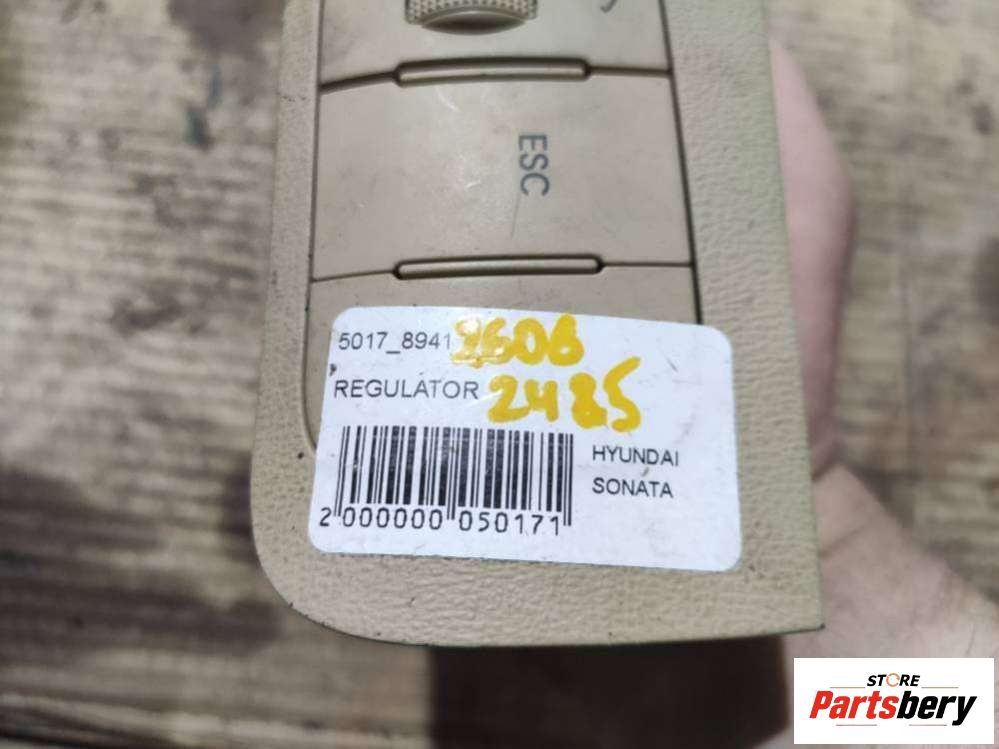 ESC
5017_8941 2606
REGULATOR 2485
HYUNDAI
SONATA
2 000000 050171
STORE
Partsbery